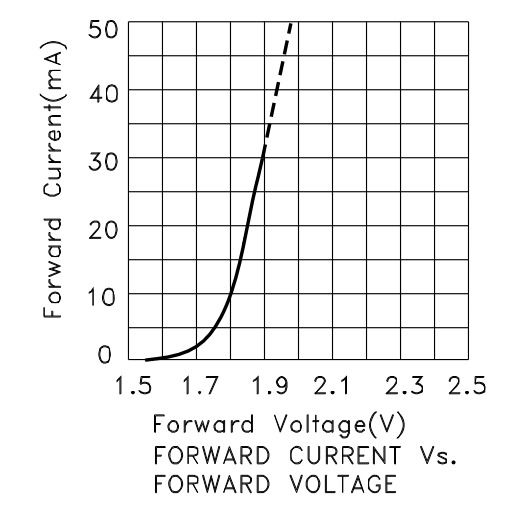 50
40
30
20
10
0
Forward Current(mA)
1.5 1.7 1.9 2.1 2.3 2.5
Forward Voltage(V)
FORWARD CURRENT Vs.
FORWARD VOLTAGE